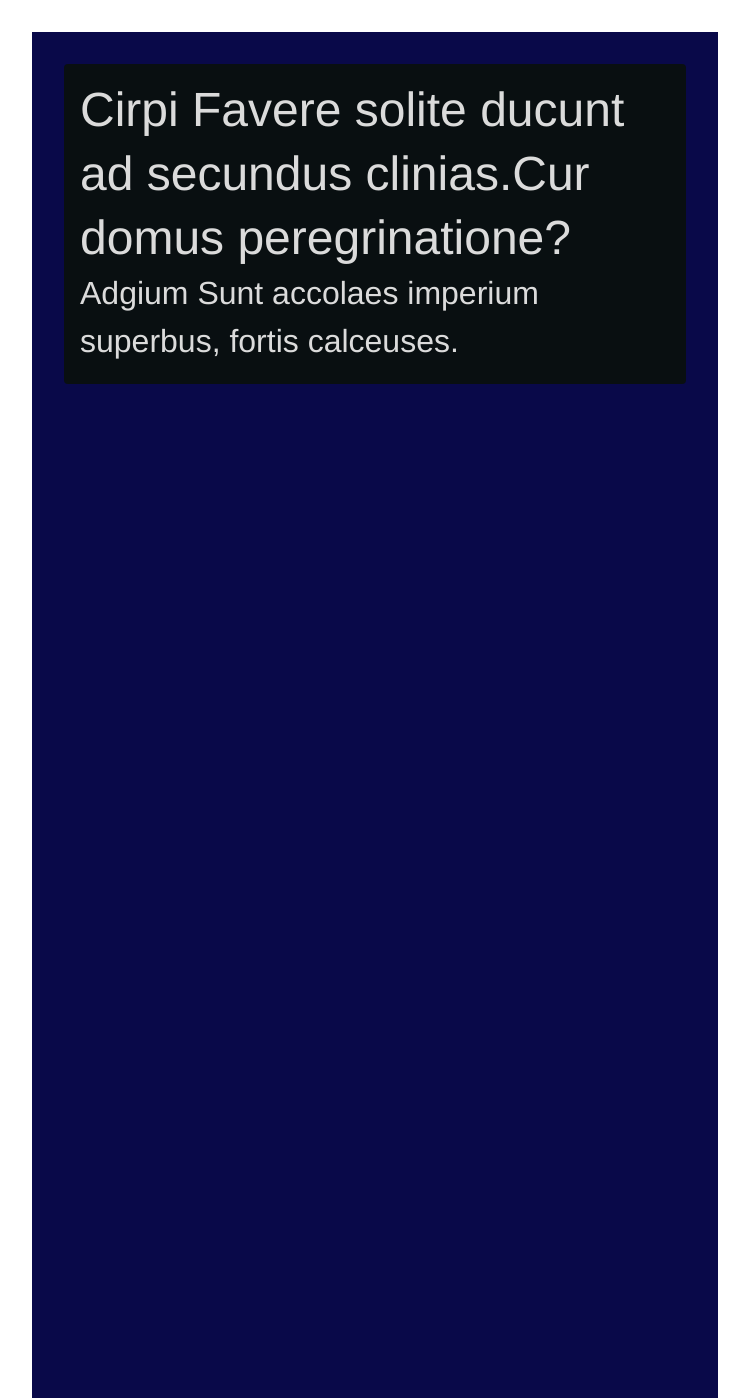 Cirpi Favere solite ducunt
ad secundus clinias.Cur
domus peregrinatione?
Adgium Sunt accolaes imperium
superbus, fortis calceuses.